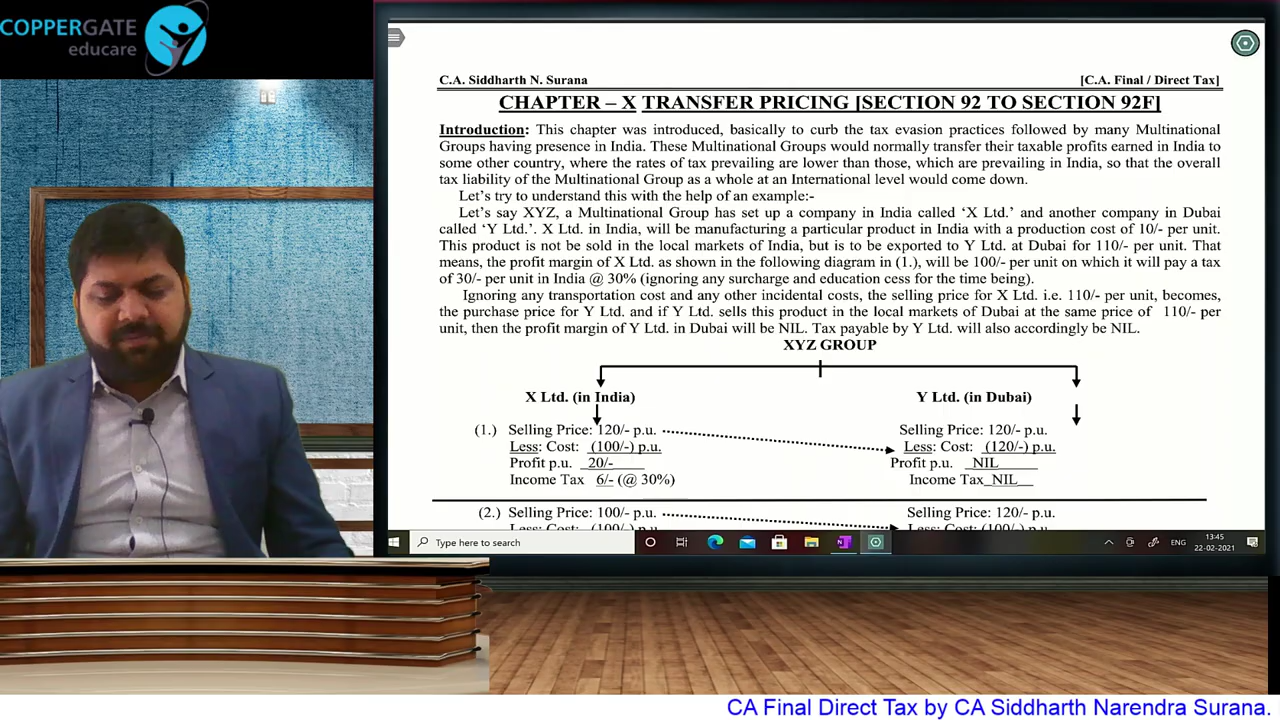 COPPERGATE
educare
C.A. Siddharth N. Surana [C.A. Final / Direct Tax]
CHAPTER – X TRANSFER PRICING [SECTION 92 TO SECTION 92F]
Introduction: This chapter was introduced, basically to curb the tax evasion practices followed by many Multinational
Groups having presence in India. These Multinational Groups would normally transfer their taxable profits earned in India to
some other country, where the rates of tax prevailing are lower than those, which are prevailing in India, so that the overall
tax liability of the Multinational Group as a whole at an International level would come down.
Let's try to understand this with the help of an example:-
Let's say XYZ, a Multinational Group has set up a company in India called 'X Ltd.' and another company in Dubai
called 'Y Ltd.'. X Ltd. in India, will be manufacturing a particular product in India with a production cost of 10/- per unit.
This product is not be sold in the local markets of India, but is to be exported to Y Ltd. at Dubai for 110/- per unit. That
means, the profit margin of X Ltd. as shown in the following diagram in (1.), will be 100/- per unit on which it will pay a tax
of 30/- per unit in India @ 30% (ignoring any surcharge and education cess for the time being).
Ignoring any transportation cost and any other incidental costs, the selling price for X Ltd. i.e. 110/- per unit, becomes,
the purchase price for Y Ltd. and if Y Ltd. sells this product in the local markets of Dubai at the same price of 110/- per
unit, then the profit margin of Y Ltd. in Dubai will be NIL. Tax payable by Y Ltd. will also accordingly be NIL.
XYZ GROUP
X Ltd. (in India) Y Ltd. (in Dubai)
(1.) Selling Price: 120/- p.u. Selling Price: 120/- p.u.
Less: Cost: (100/-) p.u. Less: Cost: (120/-) p.u.
Profit p.u. 20/- Profit p.u. NIL
Income Tax 6/- (@ 30%) Income Tax NIL
(2.) Selling Price: 100/- p.u. Selling Price: 120/- p.u.
Less: Cost: (100/-) p.u. Less: Cost: (100/-) p.u.
Type here to search
ENG
13:45
22-02-2021
CA Final Direct Tax by CA Siddharth Narendra Surana.